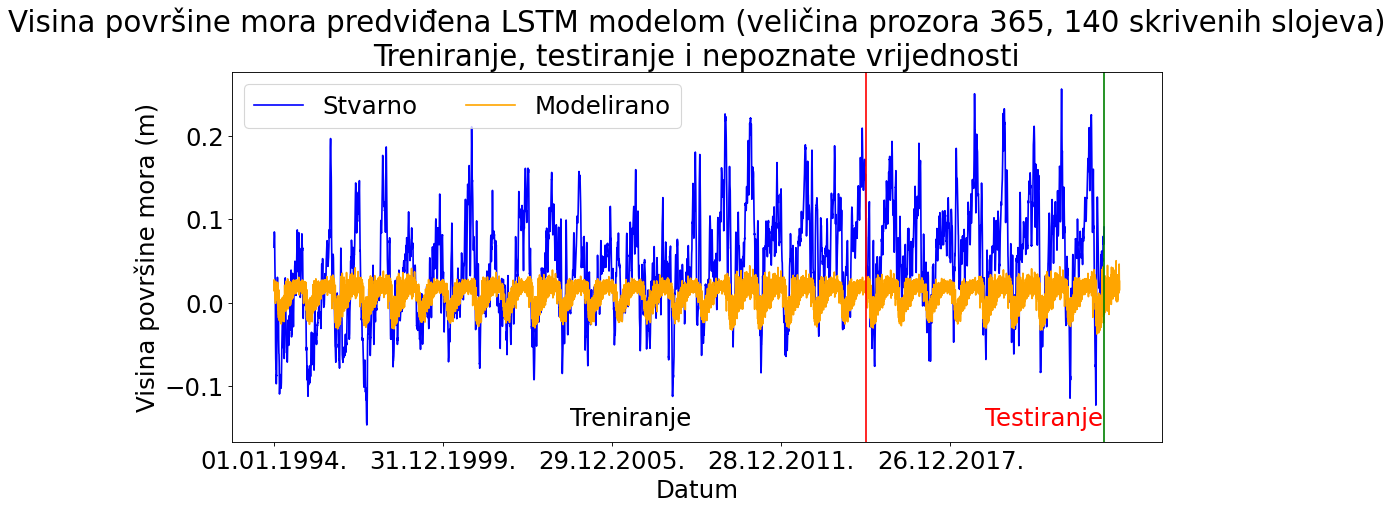 Visina površine mora predviđena LSTM modelom (veličina prozora 365, 140 skrivenih slojeva)
Treniranje, testiranje i nepoznate vrijednosti
Stvarno
Modelirano
Visina površine mora (m)
0.2
0.1
0.0
−0.1
Treniranje
Testiranje
01.01.1994.
31.12.1999.
29.12.2005.
28.12.2011.
26.12.2017.
Datum